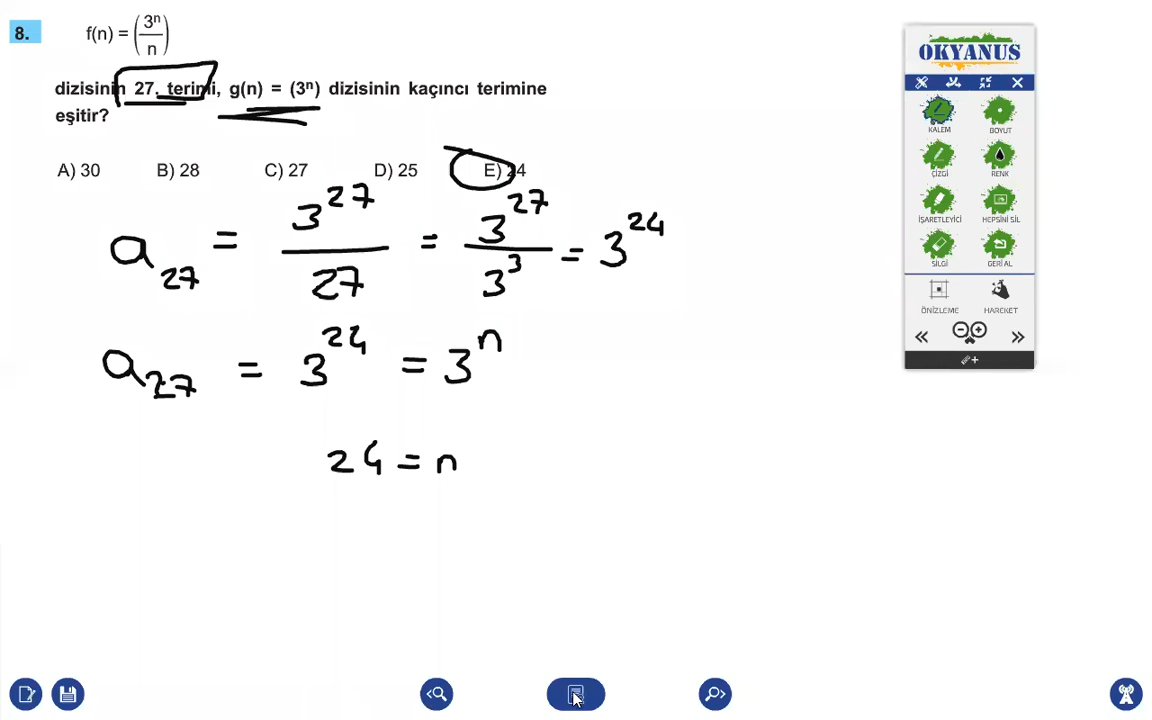 8. f(n) = (3ⁿ/n)
dizisinin 27. terimi, g(n) = (3ⁿ) dizisinin kaçıncı terimine
eşitir?
A) 30 B) 28 C) 27 D) 25 E) 24
a₂₇ = 3²⁷/27 = 3²⁷/3³ = 3²⁴
a₂₇ = 3²⁴ = 3ⁿ
24 = n
OKYANUS
KALEM BOYUT
ÇİZGİ RENK
İŞARETLEYİCİ HEPSİNİ SİL
SİLGİ GERİ AL
ÖNİZLEME HAREKET